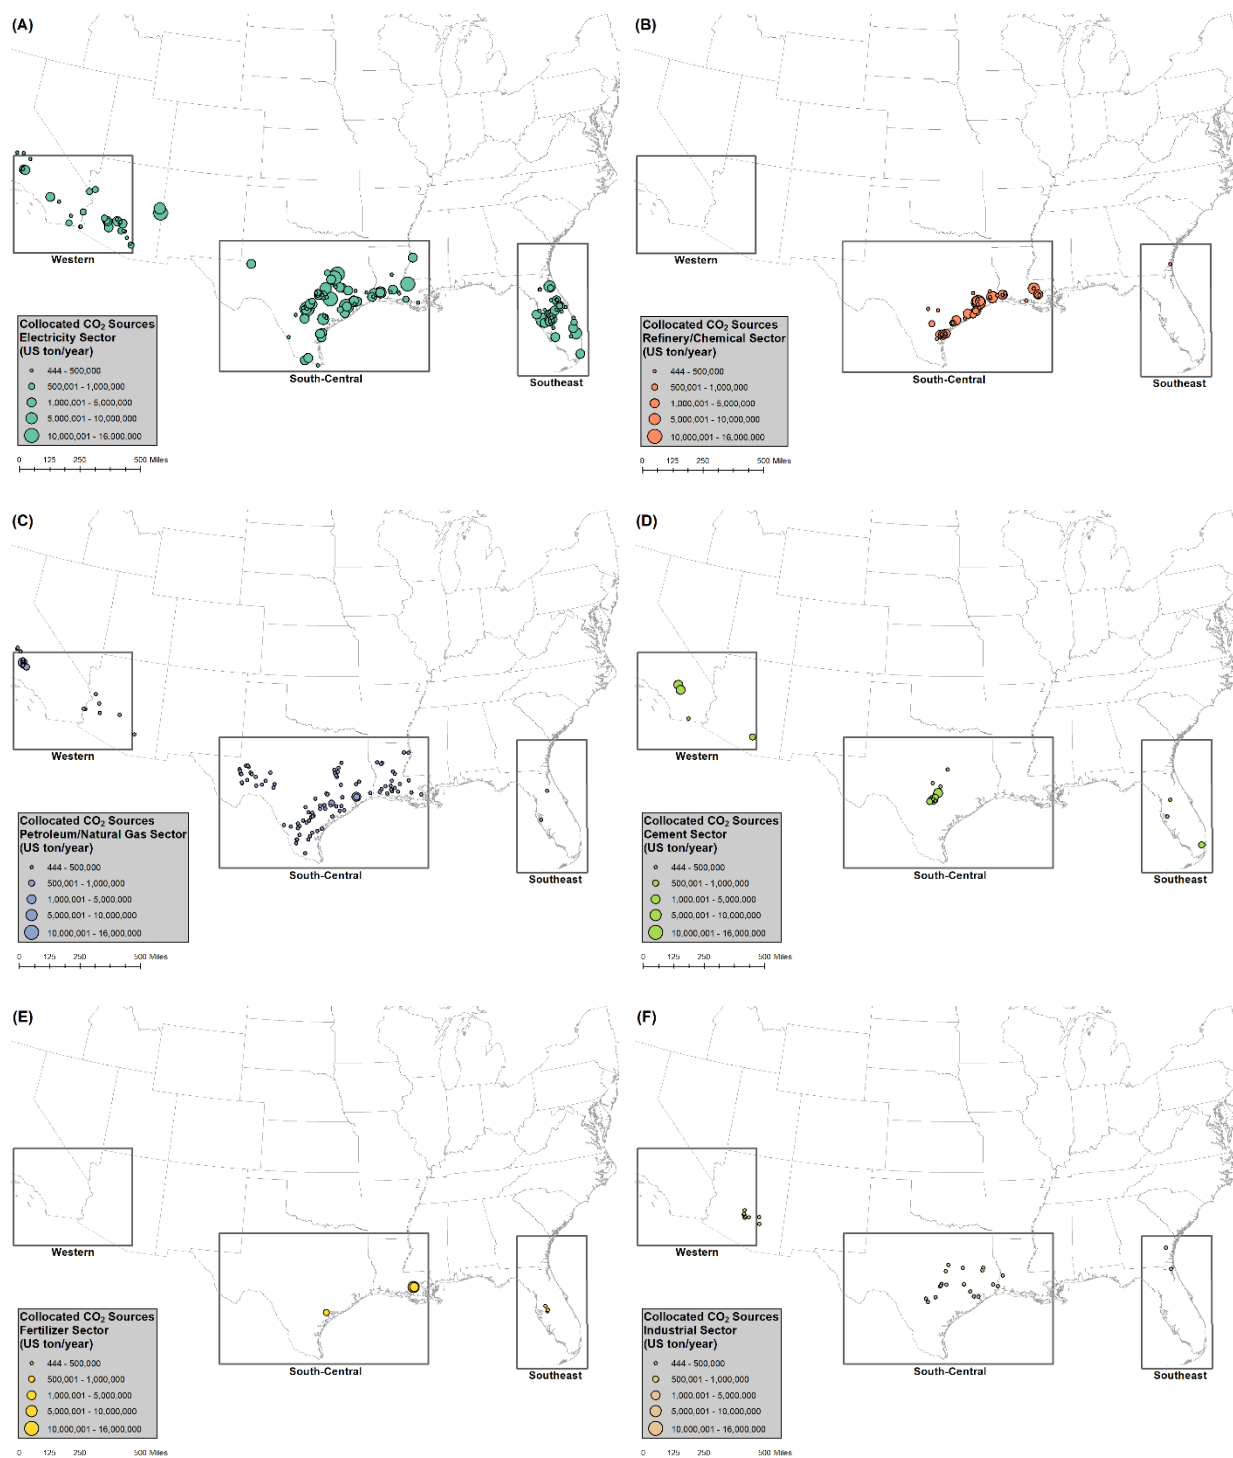 (A)
Western
South-Central
Southeast
Collocated CO₂ Sources
Electricity Sector
(US ton/year)
444 - 500,000
500,001 - 1,000,000
1,000,001 - 5,000,000
5,000,001 - 10,000,000
10,000,001 - 16,000,000
0 125 250 500 Miles
(B)
Western
South-Central
Southeast
Collocated CO₂ Sources
Refinery/Chemical Sector
(US ton/year)
444 - 500,000
500,001 - 1,000,000
1,000,001 - 5,000,000
5,000,001 - 10,000,000
10,000,001 - 16,000,000
0 125 250 500 Miles
(C)
Western
South-Central
Southeast
Collocated CO₂ Sources
Petroleum/Natural Gas Sector
(US ton/year)
444 - 500,000
500,001 - 1,000,000
1,000,001 - 5,000,000
5,000,001 - 10,000,000
10,000,001 - 16,000,000
0 125 250 500 Miles
(D)
Western
South-Central
Southeast
Collocated CO₂ Sources
Cement Sector
(US ton/year)
444 - 500,000
500,001 - 1,000,000
1,000,001 - 5,000,000
5,000,001 - 10,000,000
10,000,001 - 16,000,000
0 125 250 500 Miles
(E)
Western
South-Central
Southeast
Collocated CO₂ Sources
Fertilizer Sector
(US ton/year)
444 - 500,000
500,001 - 1,000,000
1,000,001 - 5,000,000
5,000,001 - 10,000,000
10,000,001 - 16,000,000
0 125 250 500 Miles
(F)
Western
South-Central
Southeast
Collocated CO₂ Sources
Industrial Sector
(US ton/year)
444 - 500,000
500,001 - 1,000,000
1,000,001 - 5,000,000
5,000,001 - 10,000,000
10,000,001 - 16,000,000
0 125 250 500 Miles